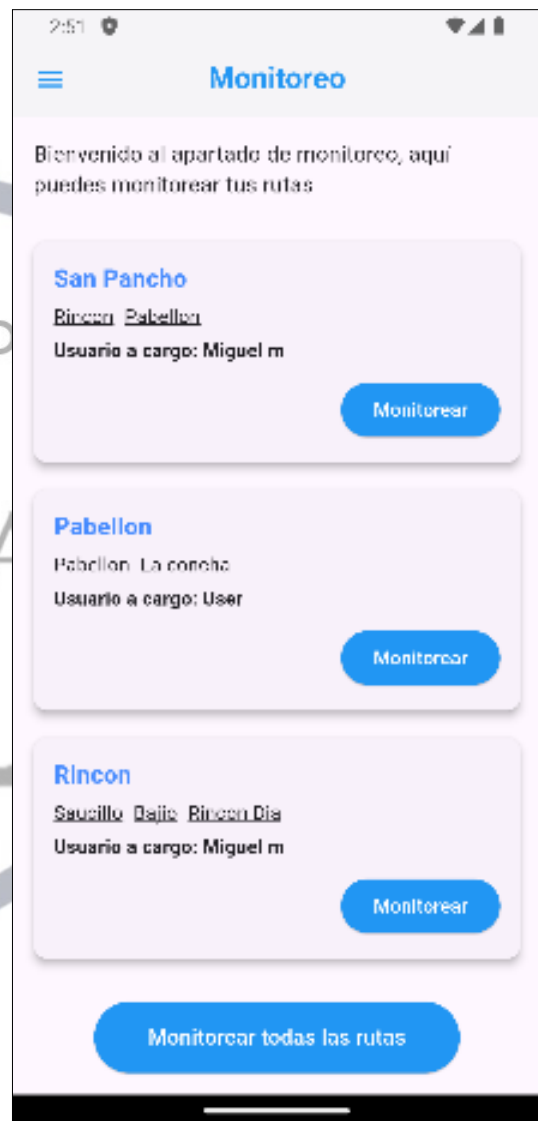 2:51
Monitoreo
Bienvenido al apartado de monitoreo, aquí
puedes monitorear tus rutas
San Pancho
Rincon Pabellon
Usuario a cargo: Miguel m
Monitorear
Pabellon
Pabellon La concha
Usuario a cargo: User
Monitorear
Rincon
Saucillo Bajio Rincon Dia
Usuario a cargo: Miguel m
Monitorear
Monitorear todas las rutas